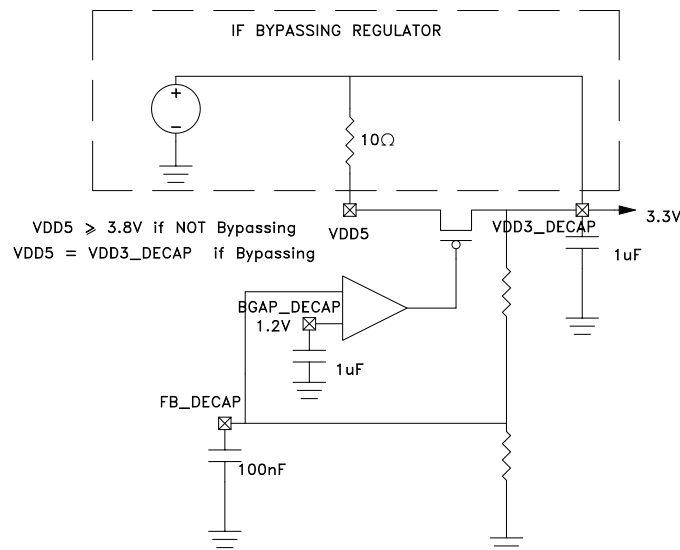 IF BYPASSING REGULATOR
+
−
10Ω
VDD5 ⩾ 3.8V if NOT Bypassing
VDD5 = VDD3_DECAP if Bypassing
VDD5
VDD3_DECAP
3.3V
1uF
BGAP_DECAP
1.2V
1uF
FB_DECAP
100nF